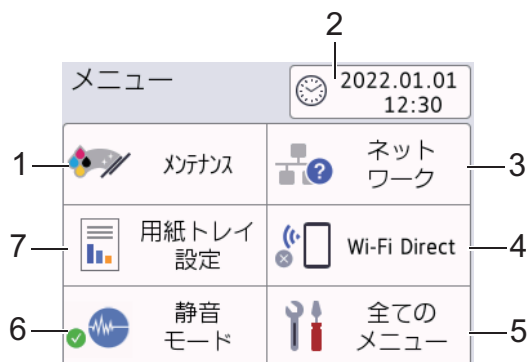 2
メニュー
2022.01.01
12:30
1
メンテナンス
ネット
ワーク
3
7
用紙トレイ
設定
Wi-Fi Direct
4
6
静音
モード
全ての
メニュー
5